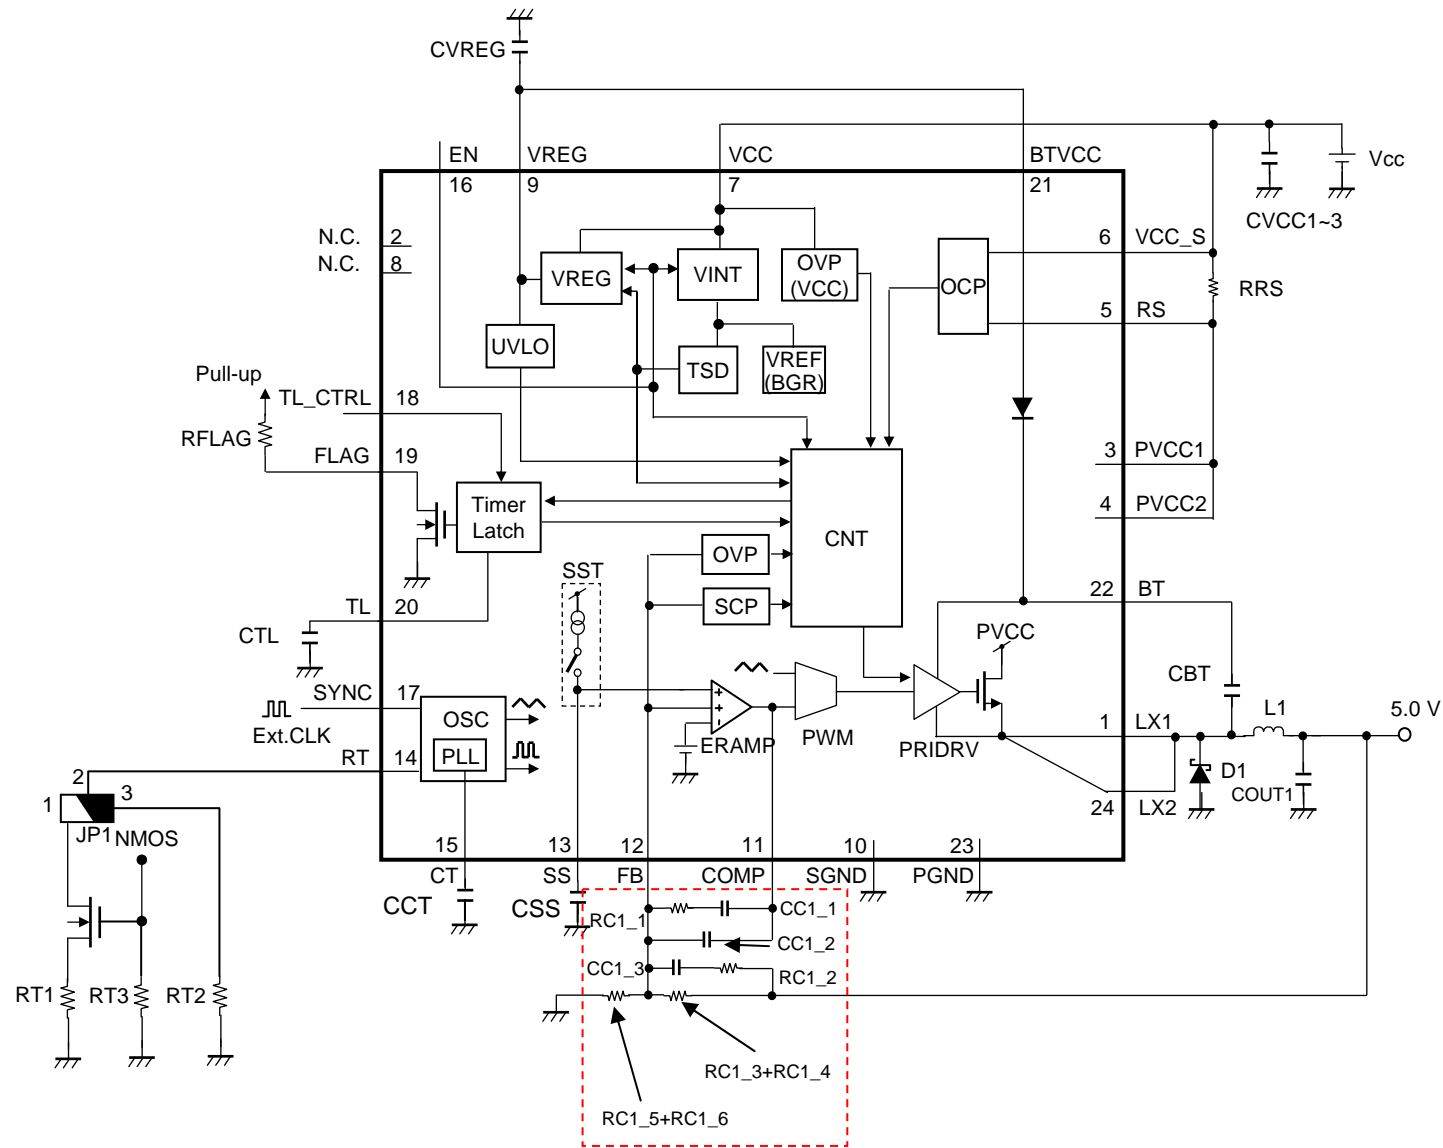 CVREG
EN
VREG
VCC
BTVCC
Vcc
16
9
7
21
CVCC1~3
N.C.
2
N.C.
8
6
VCC_S
VREG
VINT
OVP
(VCC)
OCP
RRS
5
RS
UVLO
TSD
VREF
(BGR)
Pull-up
TL_CTRL
18
RFLAG
FLAG
19
3
PVCC1
4
PVCC2
Timer
Latch
CNT
OVP
SST
SCP
22
BT
TL
20
CTL
PVCC
CBT
SYNC
17
Ext.CLK
OSC
PLL
RT
14
ERAMP
PWM
PRIDRV
1
LX1
L1
5.0 V
D1
COUT1
24
LX2
2
1
3
JP1
NMOS
15
13
12
11
10
23
CT
SS
FB
COMP
SGND
PGND
CCT
CSS
RC1_1
CC1_1
CC1_2
CC1_3
RC1_2
RT1
RT3
RT2
RC1_3+RC1_4
RC1_5+RC1_6